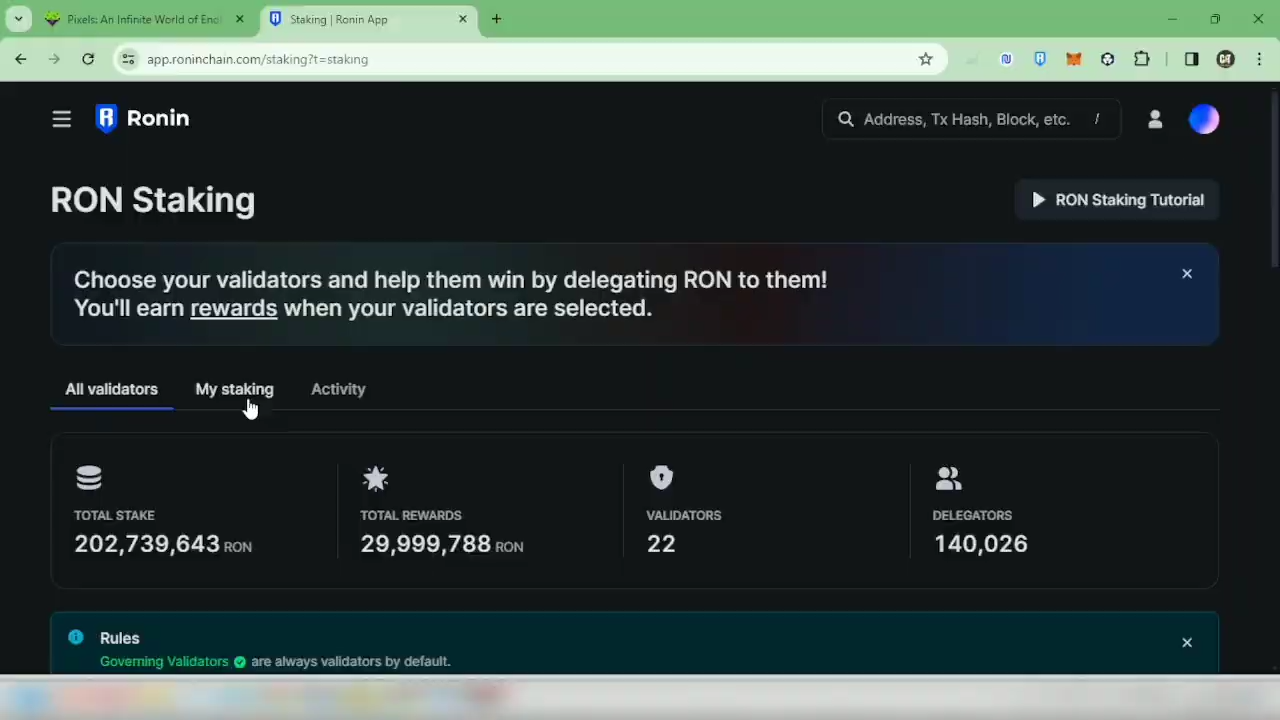 Pixels: An Infinite World of En
Staking | Ronin App
app.roninchain.com/staking?t=staking
Ronin
Address, Tx Hash, Block, etc. /
RON Staking
RON Staking Tutorial
Choose your validators and help them win by delegating RON to them!
You'll earn rewards when your validators are selected.
All validators
My staking
Activity
TOTAL STAKE
202,739,643 RON
TOTAL REWARDS
29,999,788 RON
VALIDATORS
22
DELEGATORS
140,026
Rules
Governing Validators are always validators by default.